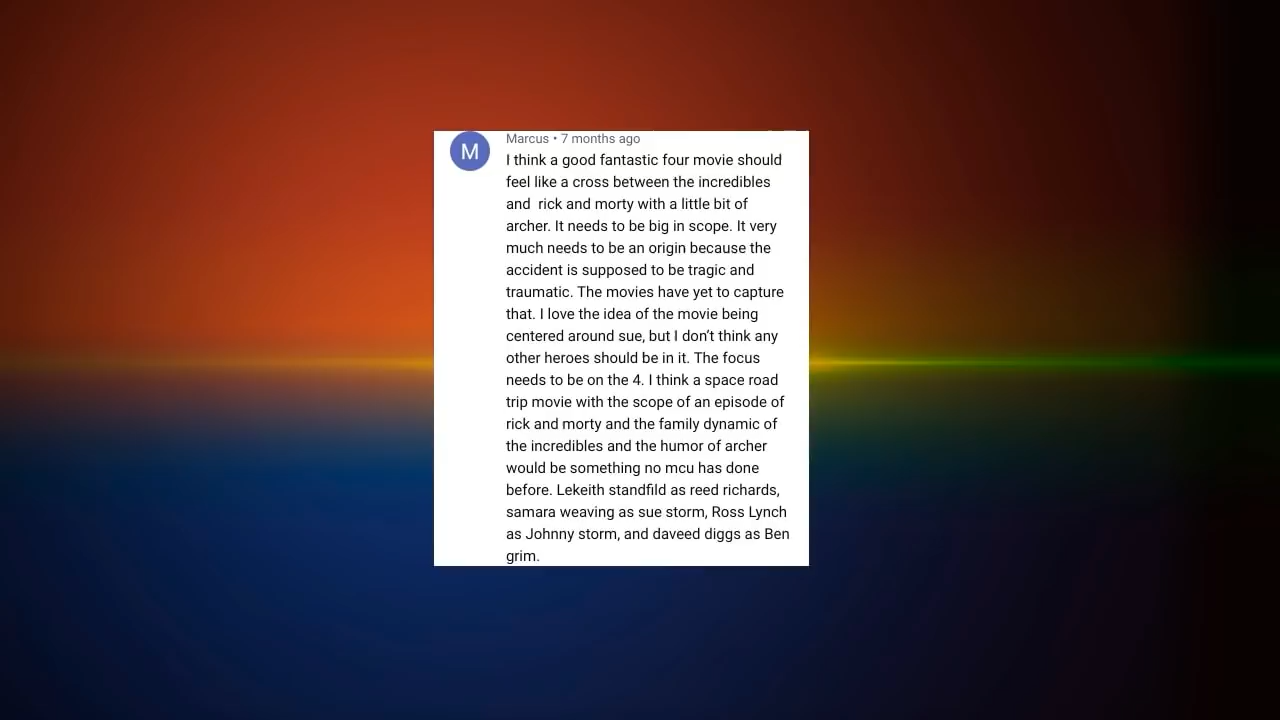 M
Marcus • 7 months ago
I think a good fantastic four movie should
feel like a cross between the incredibles
and  rick and morty with a little bit of
archer. It needs to be big in scope. It very
much needs to be an origin because the
accident is supposed to be tragic and
traumatic. The movies have yet to capture
that. I love the idea of the movie being
centered around sue, but I don’t think any
other heroes should be in it. The focus
needs to be on the 4. I think a space road
trip movie with the scope of an episode of
rick and morty and the family dynamic of
the incredibles and the humor of archer
would be something no mcu has done
before. Lekeith standfild as reed richards,
samara weaving as sue storm, Ross Lynch
as Johnny storm, and daveed diggs as Ben
grim.